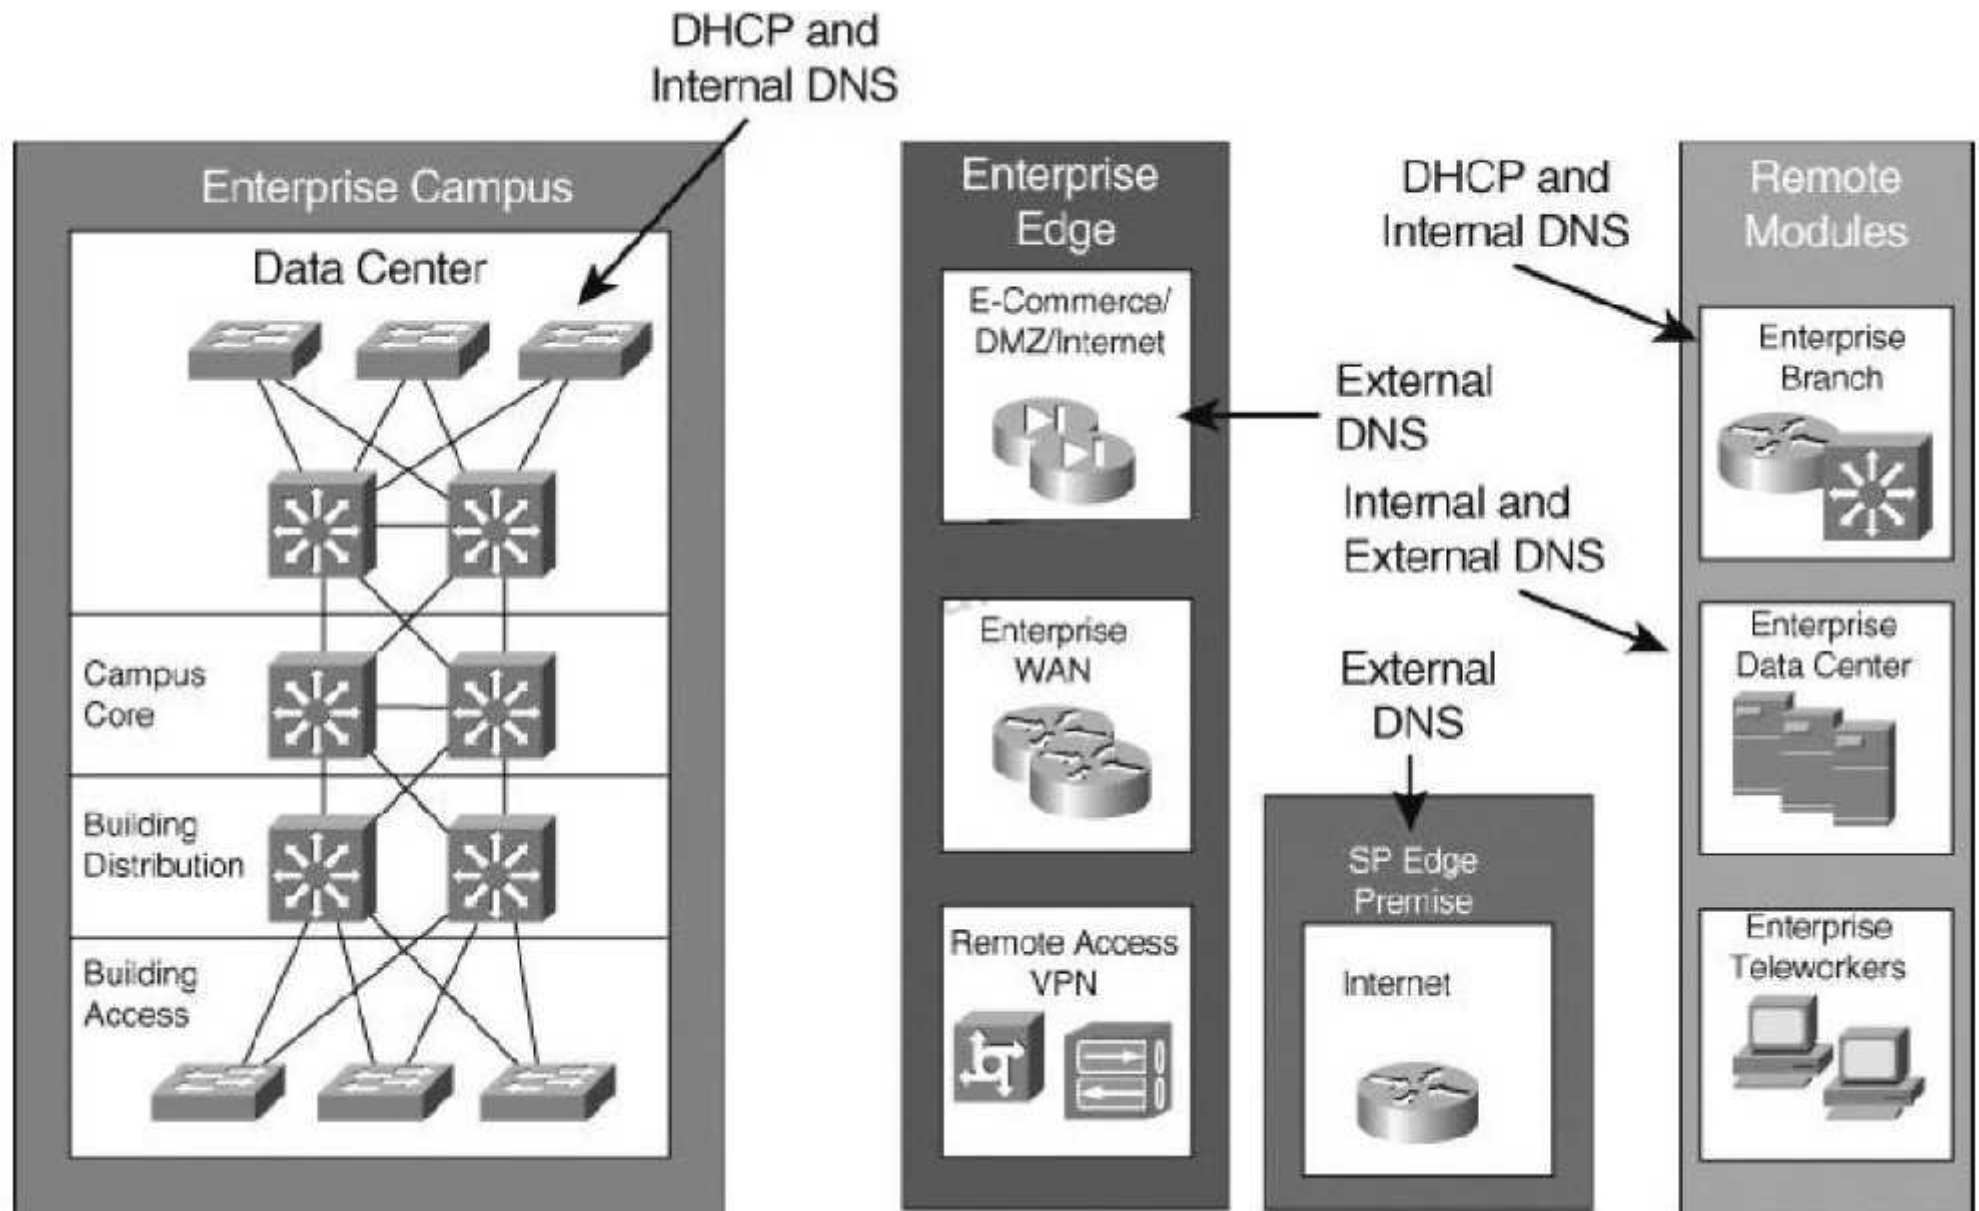 DHCP and
Internal DNS
Enterprise Campus
Data Center
Campus
Core
Building
Distribution
Building
Access
Enterprise
Edge
E-Commerce/
DMZ/Internet
Enterprise
WAN
Remote Access
VPN
External
DNS
Internal and
External DNS
External
DNS
SP Edge
Premise
Internet
DHCP and
Internal DNS
Remote
Modules
Enterprise
Branch
Enterprise
Data Center
Enterprise
Teleworkers